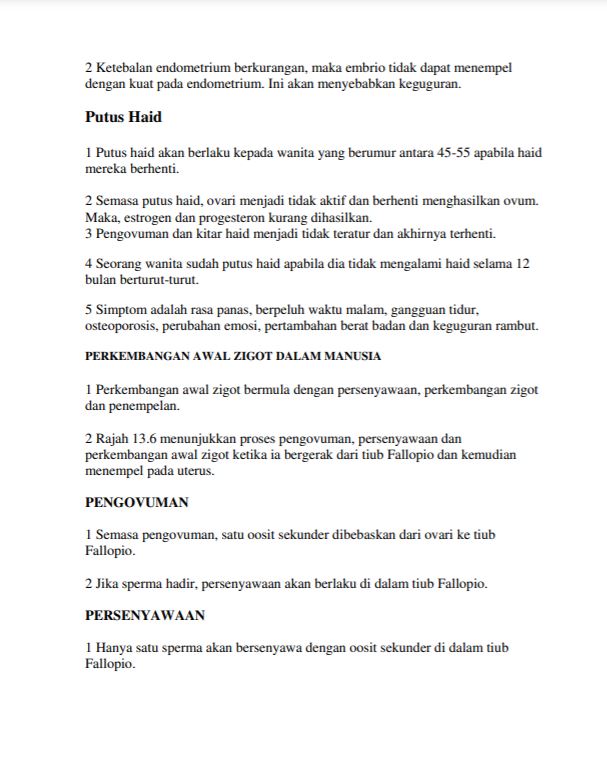 2 Ketebalan endometrium berkurangan, maka embrio tidak dapat menempel
dengan kuat pada endometrium. Ini akan menyebabkan keguguran.
Putus Haid
1 Putus haid akan berlaku kepada wanita yang berumur antara 45-55 apabila haid
mereka berhenti.
2 Semasa putus haid, ovari menjadi tidak aktif dan berhenti menghasilkan ovum.
Maka, estrogen dan progesteron kurang dihasilkan.
3 Pengovuman dan kitar haid menjadi tidak teratur dan akhirnya terhenti.
4 Seorang wanita sudah putus haid apabila dia tidak mengalami haid selama 12
bulan berturut-turut.
5 Simptom adalah rasa panas, berpeluh waktu malam, gangguan tidur,
osteoporosis, perubahan emosi, pertambahan berat badan dan keguguran rambut.
PERKEMBANGAN AWAL ZIGOT DALAM MANUSIA
1 Perkembangan awal zigot bermula dengan persenyawaan, perkembangan zigot
dan penempelan.
2 Rajah 13.6 menunjukkan proses pengovuman, persenyawaan dan
perkembangan awal zigot ketika ia bergerak dari tiub Fallopio dan kemudian
menempel pada uterus.
PENGOVUMAN
1 Semasa pengovuman, satu oosit sekunder dibebaskan dari ovari ke tiub
Fallopio.
2 Jika sperma hadir, persenyawaan akan berlaku di dalam tiub Fallopio.
PERSENYAWAAN
1 Hanya satu sperma akan bersenyawa dengan oosit sekunder di dalam tiub
Fallopio.